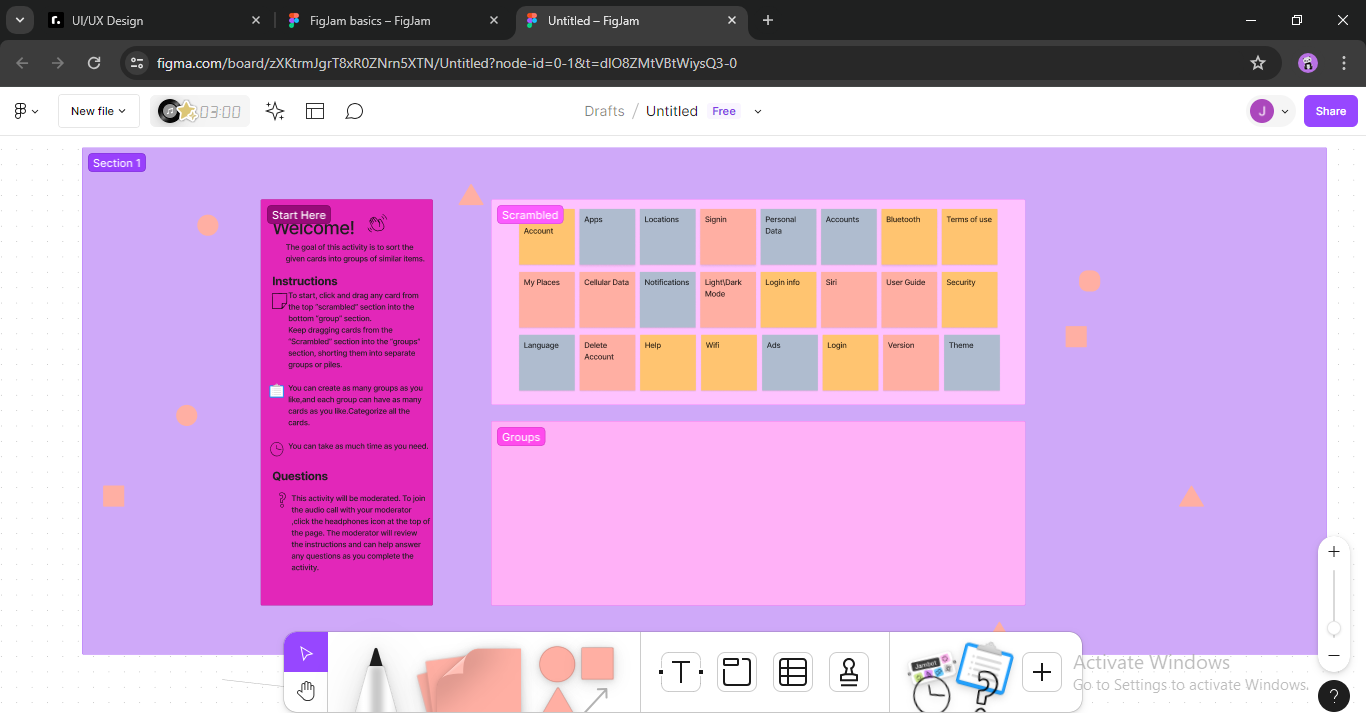 UI/UX Design
FigJam basics – FigJam
Untitled – FigJam
figma.com/board/zXKtrmJgrT8xR0ZNrn5XTN/Untitled?node-id=0-1&t=dIO8ZMtVBtWiysQ3-0
New file
03:00
Drafts / Untitled Free
J
Share
Section 1
Start Here
Welcome!
The goal of this activity is to sort the
given cards into groups of similar items.
Instructions
To start, click and drag any card from
the top "scrambled" section into the
bottom "group" section.
Keep dragging cards from the
"Scrambled" section into the "groups"
section, shorting them into separate
groups or piles.
You can create as many groups as you
like,and each group can have as many
cards as you like.Categorize all the
cards.
You can take as much time as you need.
Questions
This activity will be moderated. To join
the audio call with your moderator
,click the headphones icon at the top of
the page. The moderator will review
the instructions and can help answer
any questions as you complete the
activity.
Scrambled
Account
Apps
Locations
Signin
Personal
Data
Accounts
Bluetooth
Terms of use
My Places
Cellular Data
Notifications
Light\Dark
Mode
Login info
Siri
User Guide
Security
Language
Delete
Account
Help
Wifi
Ads
Login
Version
Theme
Groups
T
Jambot
Activate Windows
Go to Settings to activate Windows.